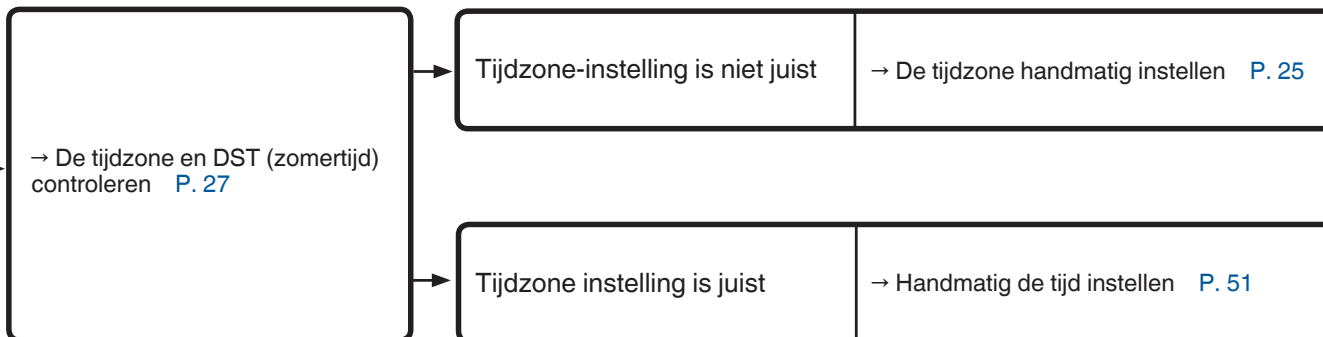 → De tijdzone en DST (zomertijd)
controleren P. 27
Tijdzone-instelling is niet juist
→ De tijdzone handmatig instellen P. 25
Tijdzone instelling is juist
→ Handmatig de tijd instellen P. 51